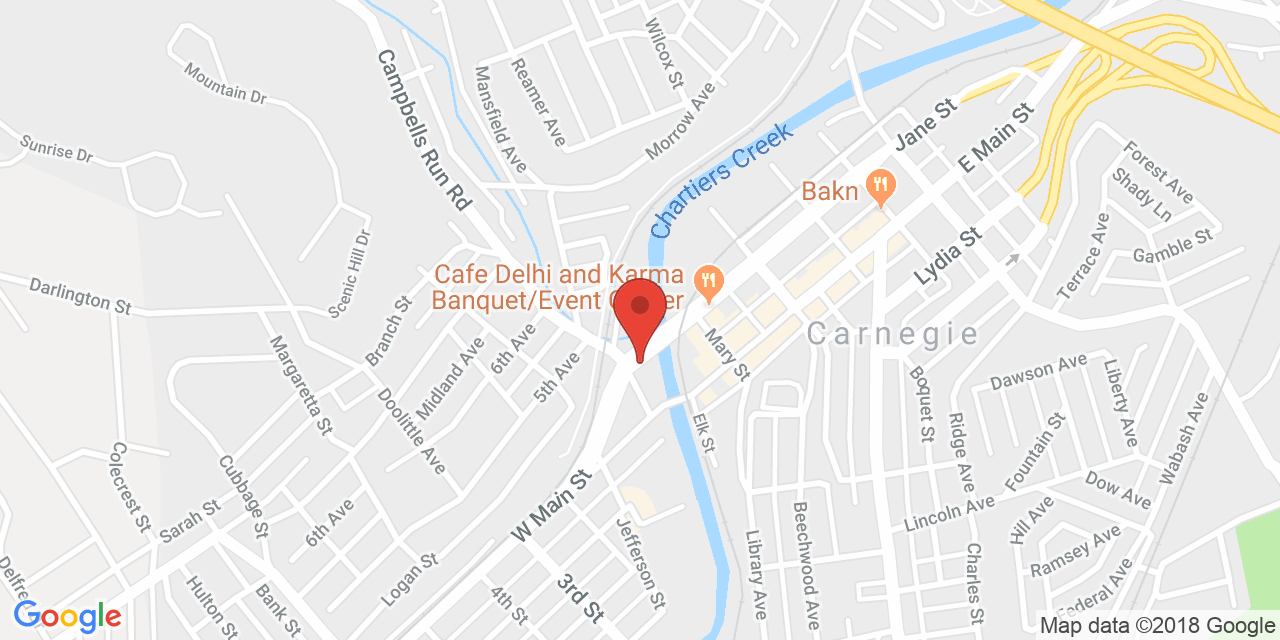 Wilcox St
Reamer Ave
Campbells Run Rd
Mountain Dr
Mansfield Ave
Morrow Ave
Jane St
E Main St
Sunrise Dr
Chartiers Creek
Forest Ave
Shady Ln
Bakn
Gamble St
Lydia St
Terrace Ave
Scenic Hill Dr
Cafe Delhi and Karma
Banquet/Event
Darlington St
Branch St
6th Ave
5th Ave
Midland Ave
Mary St
Carnegie
Margaretta St
Doolittle Ave
Dawson Ave
Liberty Ave
Boquet St
Ridge Ave
Fountain St
Wabash Ave
Elk St
Colecrest St
Cubbage St
Sarah St
6th Ave
W Main St
Dow Ave
Lincoln Ave
Hill Ave
Ramsey Ave
Federal Ave
Beechwood Ave
Library Ave
Charles St
Jefferson St
3rd St
4th St
Logan St
Bank St
Hulton St
Delfre
Google
Map data ©2018 Google